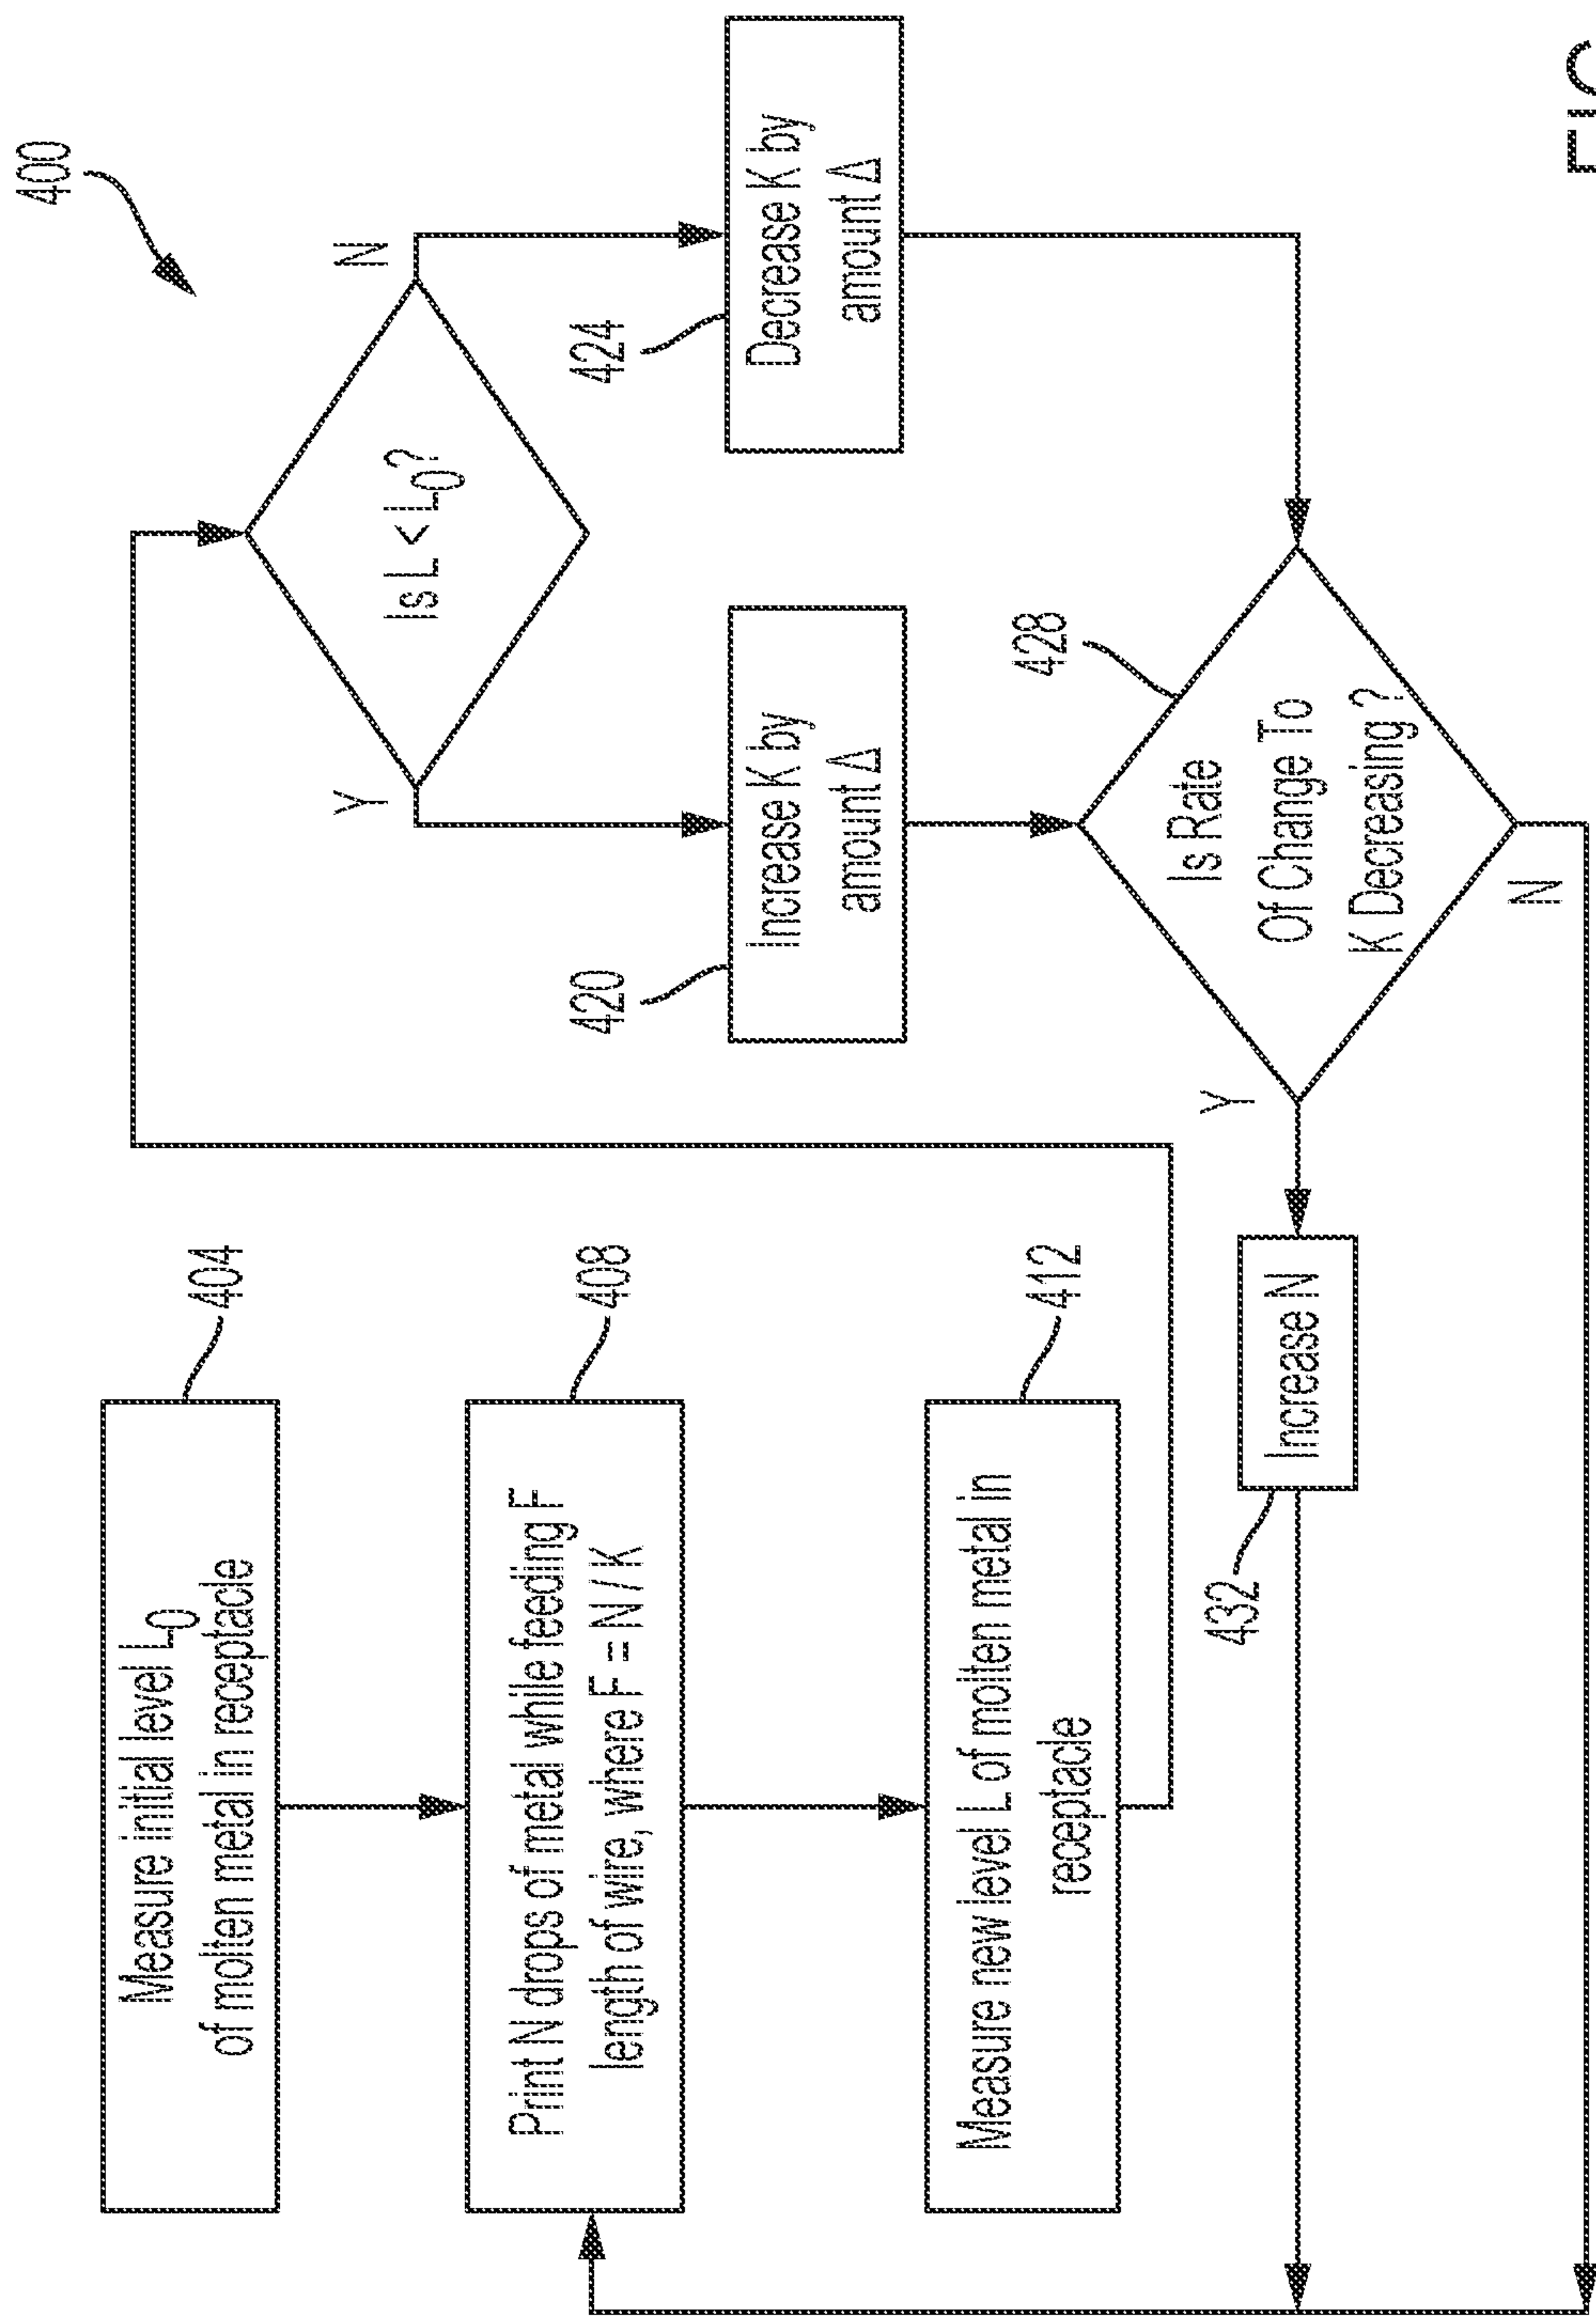 400
Measure initial level L0
of molten metal in receptacle
404
Print N drops of metal while feeding F
length of wire, where F = N / K
408
Measure new level L of molten metal in
receptacle
412
Is L < L0?
Y
N
Increase K by
amount Δ
420
Decrease K by
amount Δ
424
Is Rate
Of Change To
K Decreasing ?
428
Y
N
Increase N
432